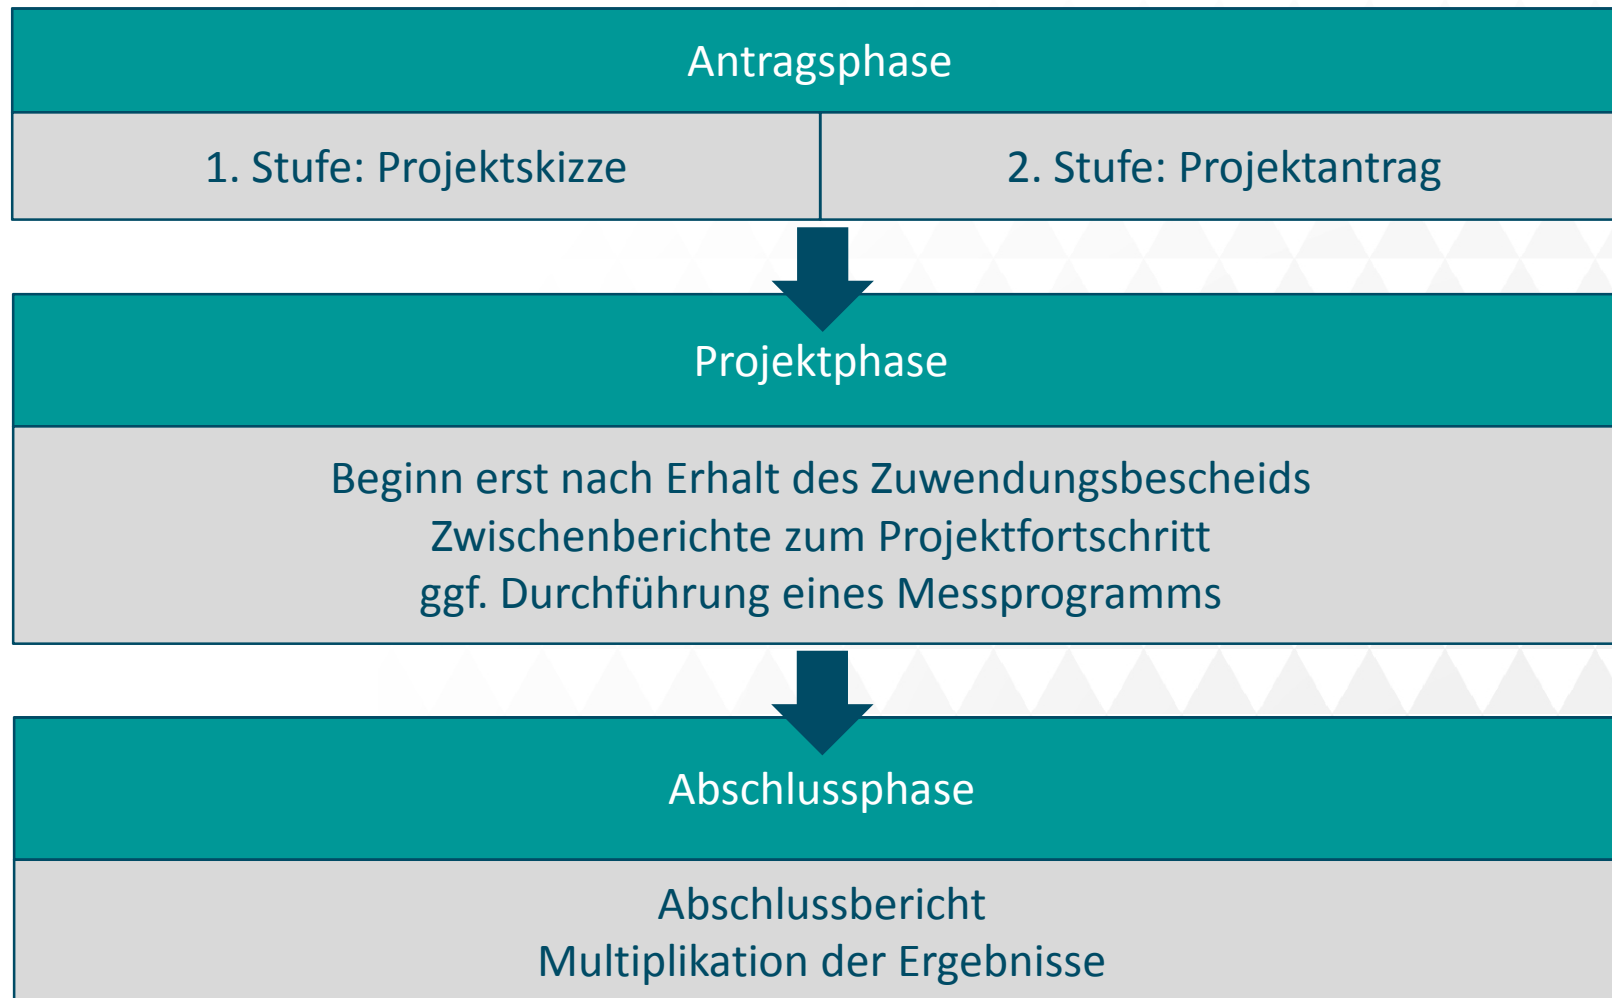 Antragsphase
1. Stufe: Projektskizze
2. Stufe: Projektantrag
Projektphase
Beginn erst nach Erhalt des Zuwendungsbescheids
Zwischenberichte zum Projektfortschritt
ggf. Durchführung eines Messprogramms
Abschlussphase
Abschlussbericht
Multiplikation der Ergebnisse